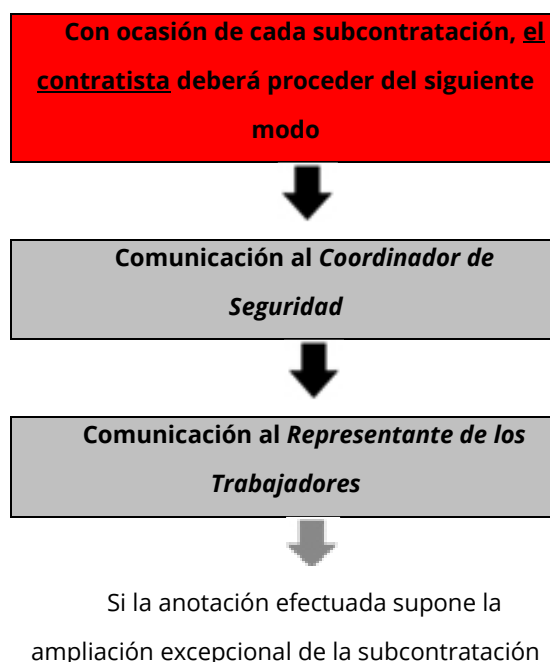 Con ocasión de cada subcontratación, el
contratista deberá proceder del siguiente
modo
Comunicación al Coordinador de
Seguridad
Comunicación al Representante de los
Trabajadores
Si la anotación efectuada supone la
ampliación excepcional de la subcontratación